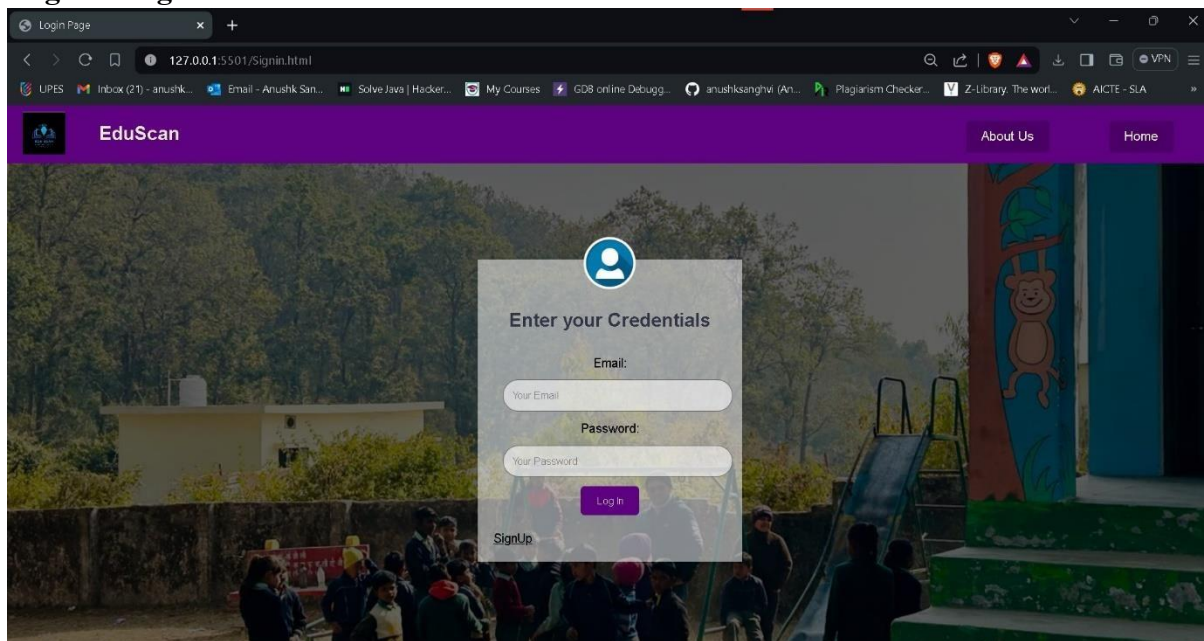 Login Page
127.0.0.1:5501/Signin.html
VPN
UPES Inbox (21) - anushk... Email - Anushk San... Solve Java | Hacker... My Courses GDB online Debugg... anushksanghvi (An... Plagiarism Checker... Z-Library. The worl... AICTE - SLA »
EduScan About Us Home
Enter your Credentials
Email:
Your Email
Password:
Your Password
Log In
SignUp